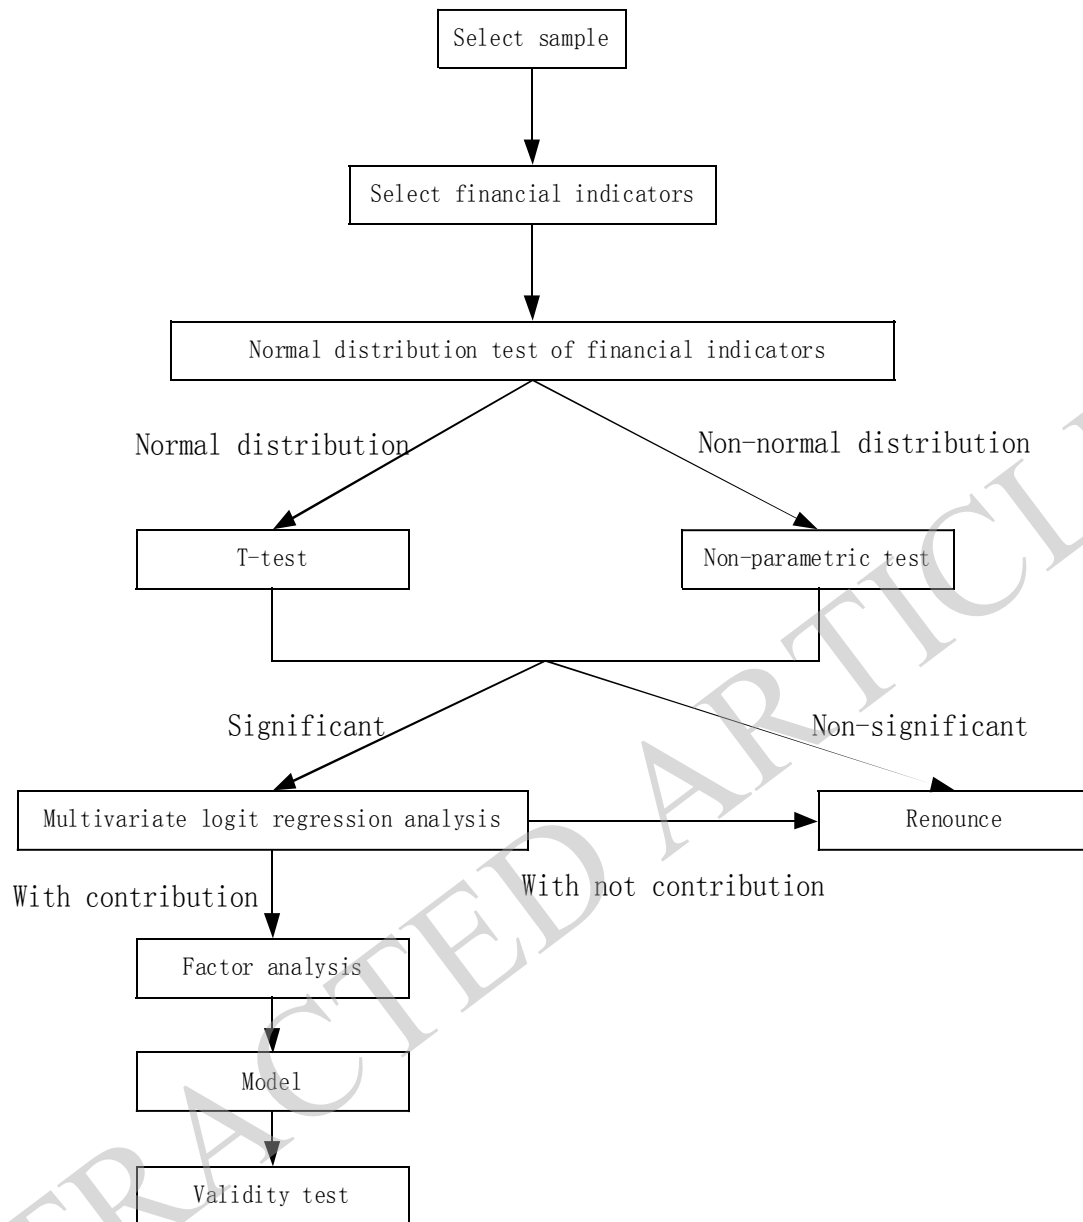 Select sample
Select financial indicators
Normal distribution test of financial indicators
Normal distribution
Non-normal distribution
T-test
Non-parametric test
Significant
Non-significant
Multivariate logit regression analysis
Renounce
With contribution
With not contribution
Factor analysis
Model
Validity test
TRACTED ARTICL